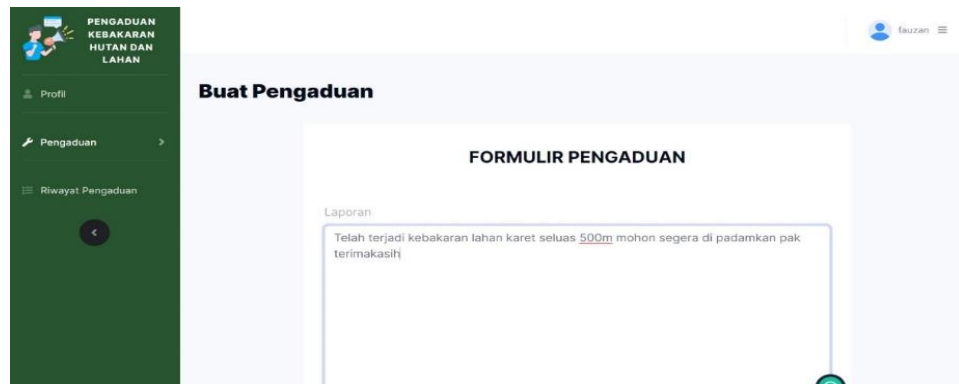 PENGADUAN
KEBAKARAN
HUTAN DAN
LAHAN
fauzan
Profil
Buat Pengaduan
Pengaduan
FORMULIR PENGADUAN
Riwayat Pengaduan
Laporan
Telah terjadi kebakaran lahan karet seluas 500m mohon segera di padamkan pak
terimakasih